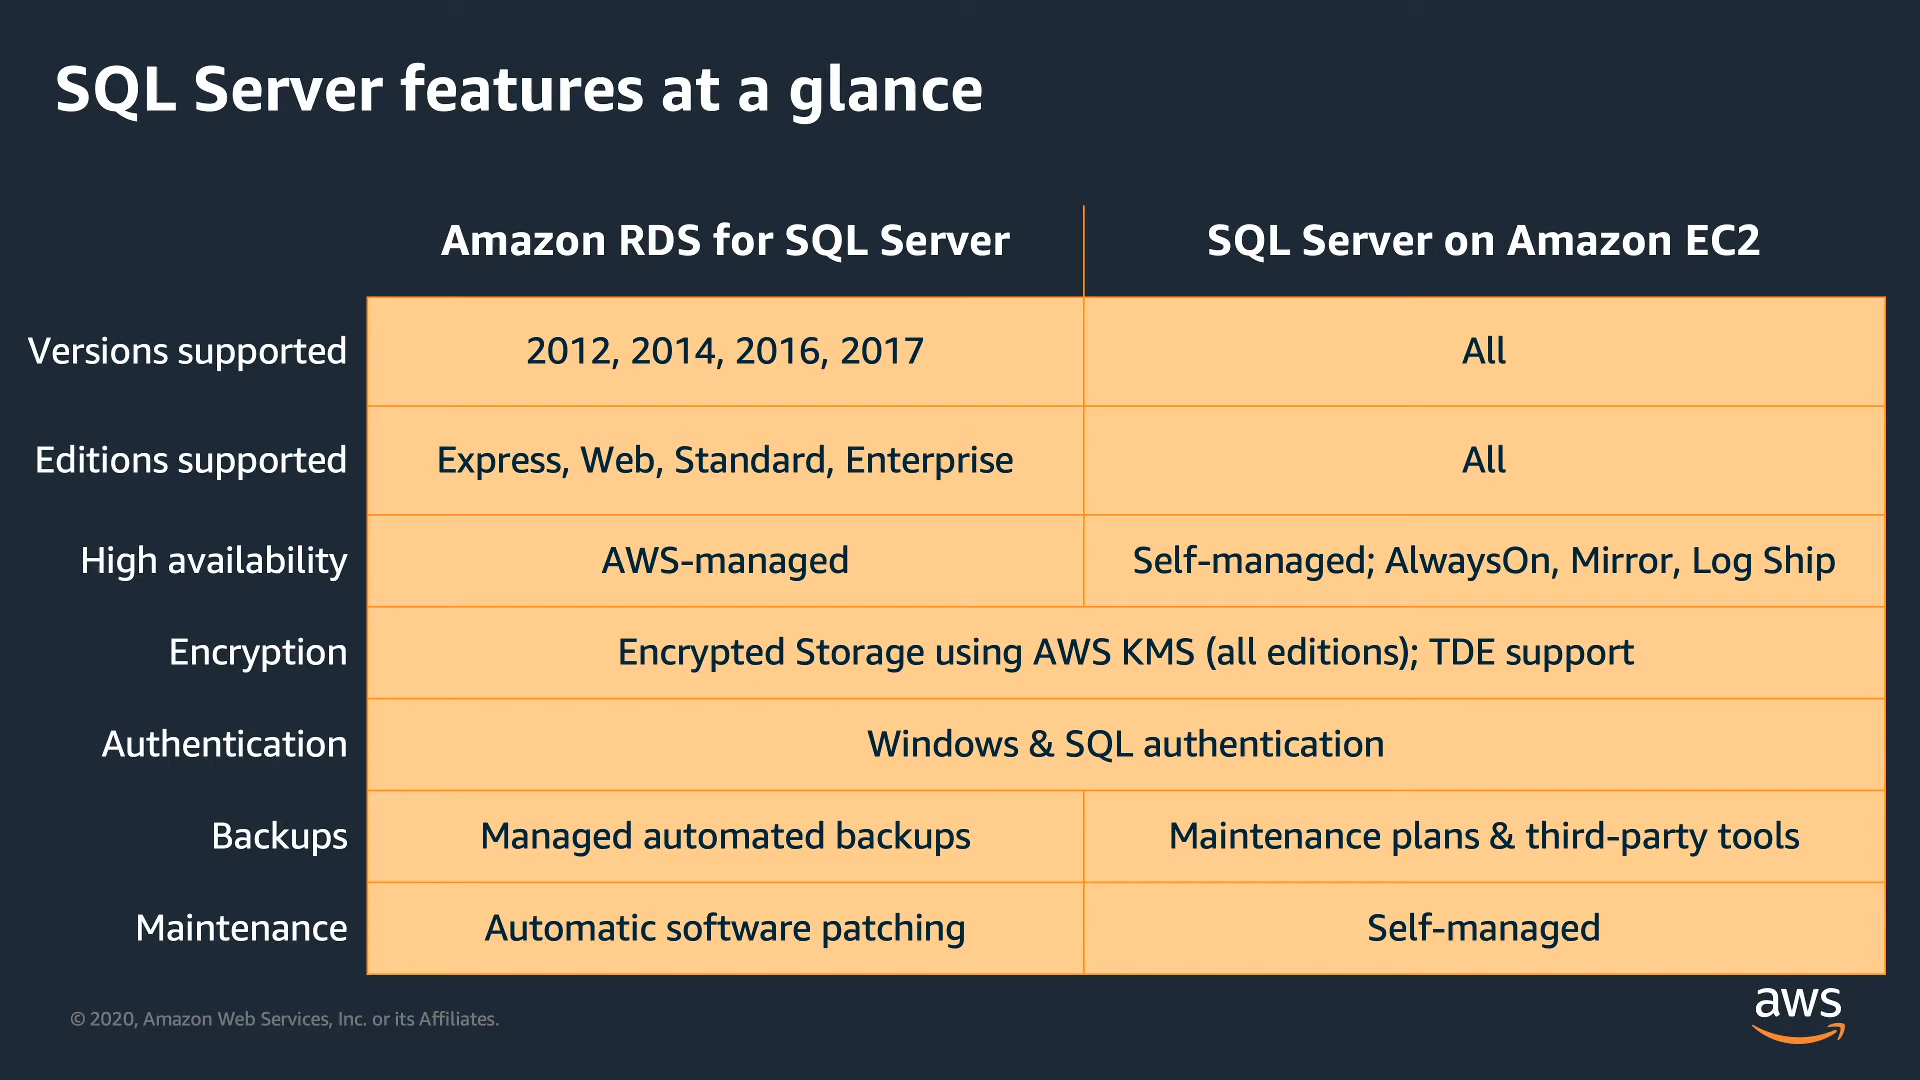 SQL Server features at a glance
Amazon RDS for SQL Server
SQL Server on Amazon EC2
Versions supported
2012, 2014, 2016, 2017
All
Editions supported
Express, Web, Standard, Enterprise
All
High availability
AWS-managed
Self-managed; AlwaysOn, Mirror, Log Ship
Encryption
Encrypted Storage using AWS KMS (all editions); TDE support
Authentication
Windows & SQL authentication
Backups
Managed automated backups
Maintenance plans & third-party tools
Maintenance
Automatic software patching
Self-managed
© 2020, Amazon Web Services, Inc. or its Affiliates.
aws